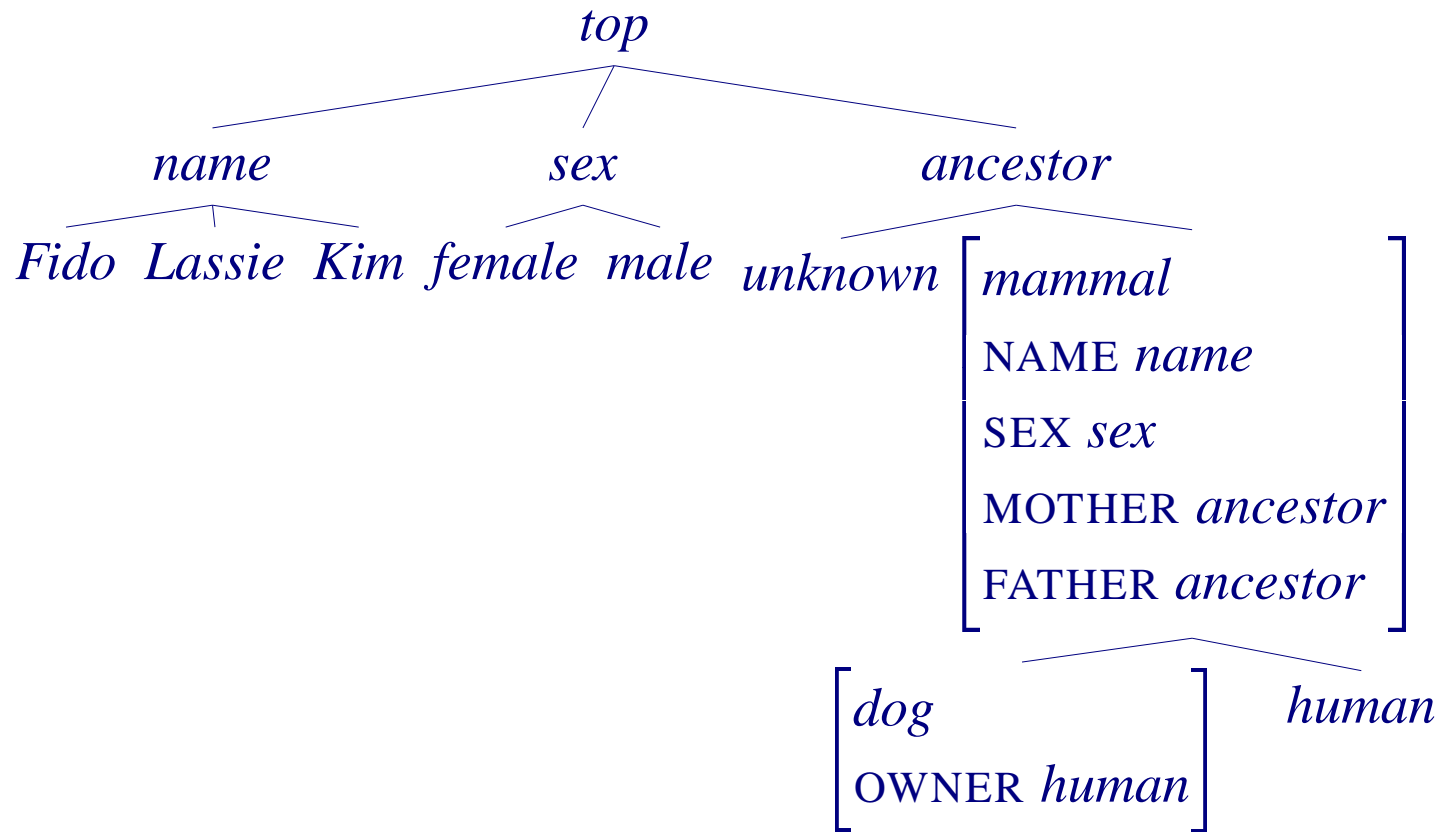 top
name sex ancestor
Fido Lassie Kim female male unknown mammal
NAME name
SEX sex
MOTHER ancestor
FATHER ancestor
dog human
OWNER human